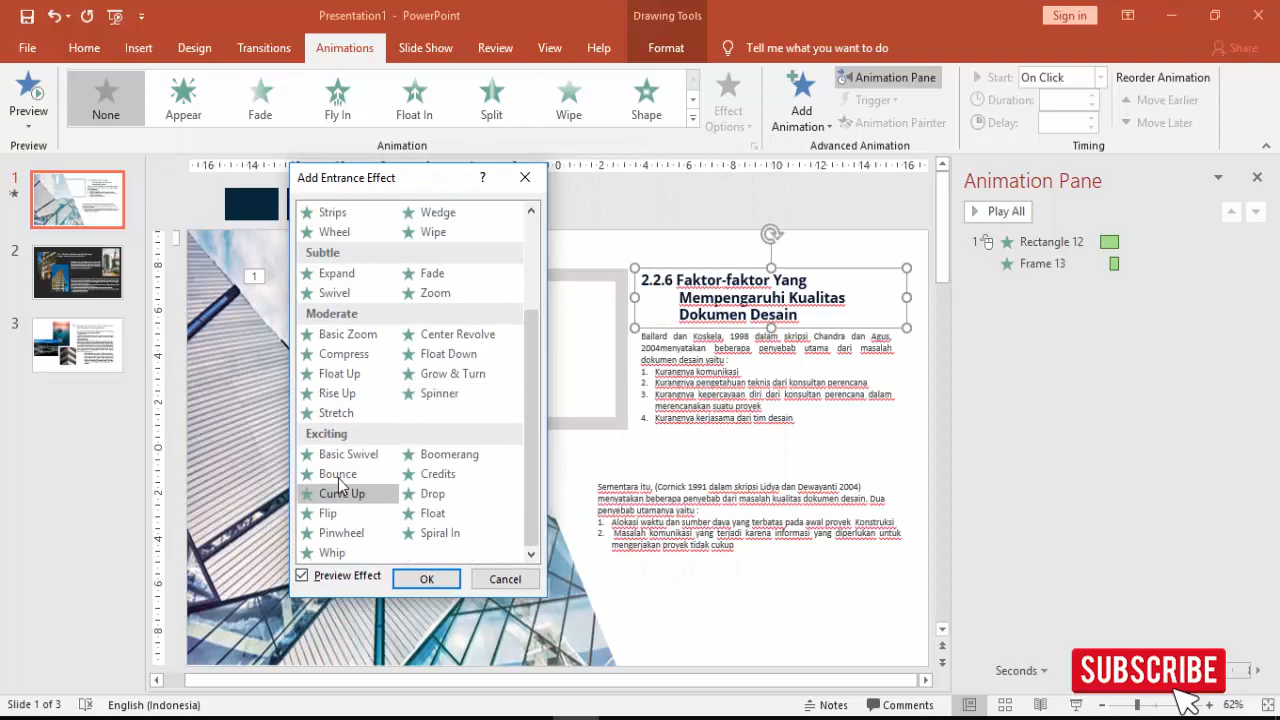 Presentation1 - PowerPoint
Drawing Tools
Sign in
File
Home
Insert
Design
Transitions
Animations
Slide Show
Review
View
Help
Format
Tell me what you want to do
Share
Preview
None
Appear
Fade
Fly In
Float In
Split
Wipe
Shape
Effect
Options
Add
Animation
Animation Pane
Trigger
Animation Painter
Start: On Click
Duration:
Delay:
Reorder Animation
Move Earlier
Move Later
Preview
Animation
Advanced Animation
Timing
1
2
3
Add Entrance Effect
?
Strips
Wedge
Wheel
Wipe
Subtle
Expand
Fade
Swivel
Zoom
Moderate
Basic Zoom
Center Revolve
Compress
Float Down
Float Up
Grow & Turn
Rise Up
Spinner
Stretch
Exciting
Basic Swivel
Boomerang
Bounce
Credits
Curve Up
Drop
Flip
Float
Pinwheel
Spiral In
Whip
Preview Effect
OK
Cancel
1
2.2.6 Faktor-faktor Yang
Mempengaruhi Kualitas
Dokumen Desain
Ballard dan Koskela, 1998 dalam skripsi Chandra dan Agus,
2004menyatakan beberapa penyebab utama dari masalah
dokumen desain yaitu :
1. Kurangnya komunikasi
2. Kurangnya pengetahuan teknis dari konsultan perencana
3. Kurangnya kepercavaan diri dari konsultan perencana dalam
merencanakan suatu proyek
4. Kurangnya kerjasama dari tim desain
Sementara itu, (Cornick 1991 dalam skripsi Lidya dan Dewayanti 2004)
menyatakan beberapa penyebab dari masalah kualitas dokumen desain. Dua
penyebab utamanya yaitu :
1. Alokasi waktu dan sumber daya yang terbatas pada awal proyek Konstruksi
2. Masalah komunikasi yang terjadi karena informasi yang diperlukan untuk
mengerjakan proyek tidak cukup
Animation Pane
Play All
1 Rectangle 12
Frame 13
Seconds
SUBSCRIBE
Slide 1 of 3
English (Indonesia)
Notes
Comments
62%